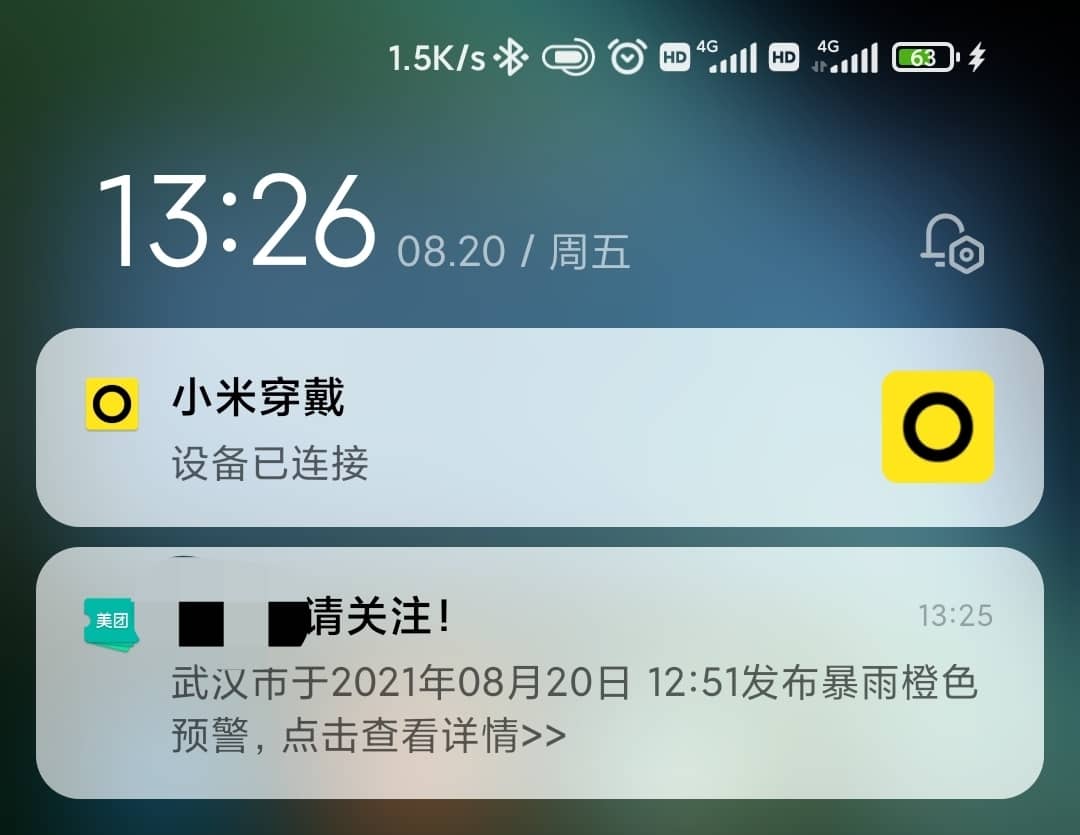 1.5K/s HD 4G HD 4G 63
13:26 08.20 / 周五
小米穿戴
设备已连接
美团 请关注! 13:25
武汉市于2021年08月20日 12:51发布暴雨橙色
预警，点击查看详情>>